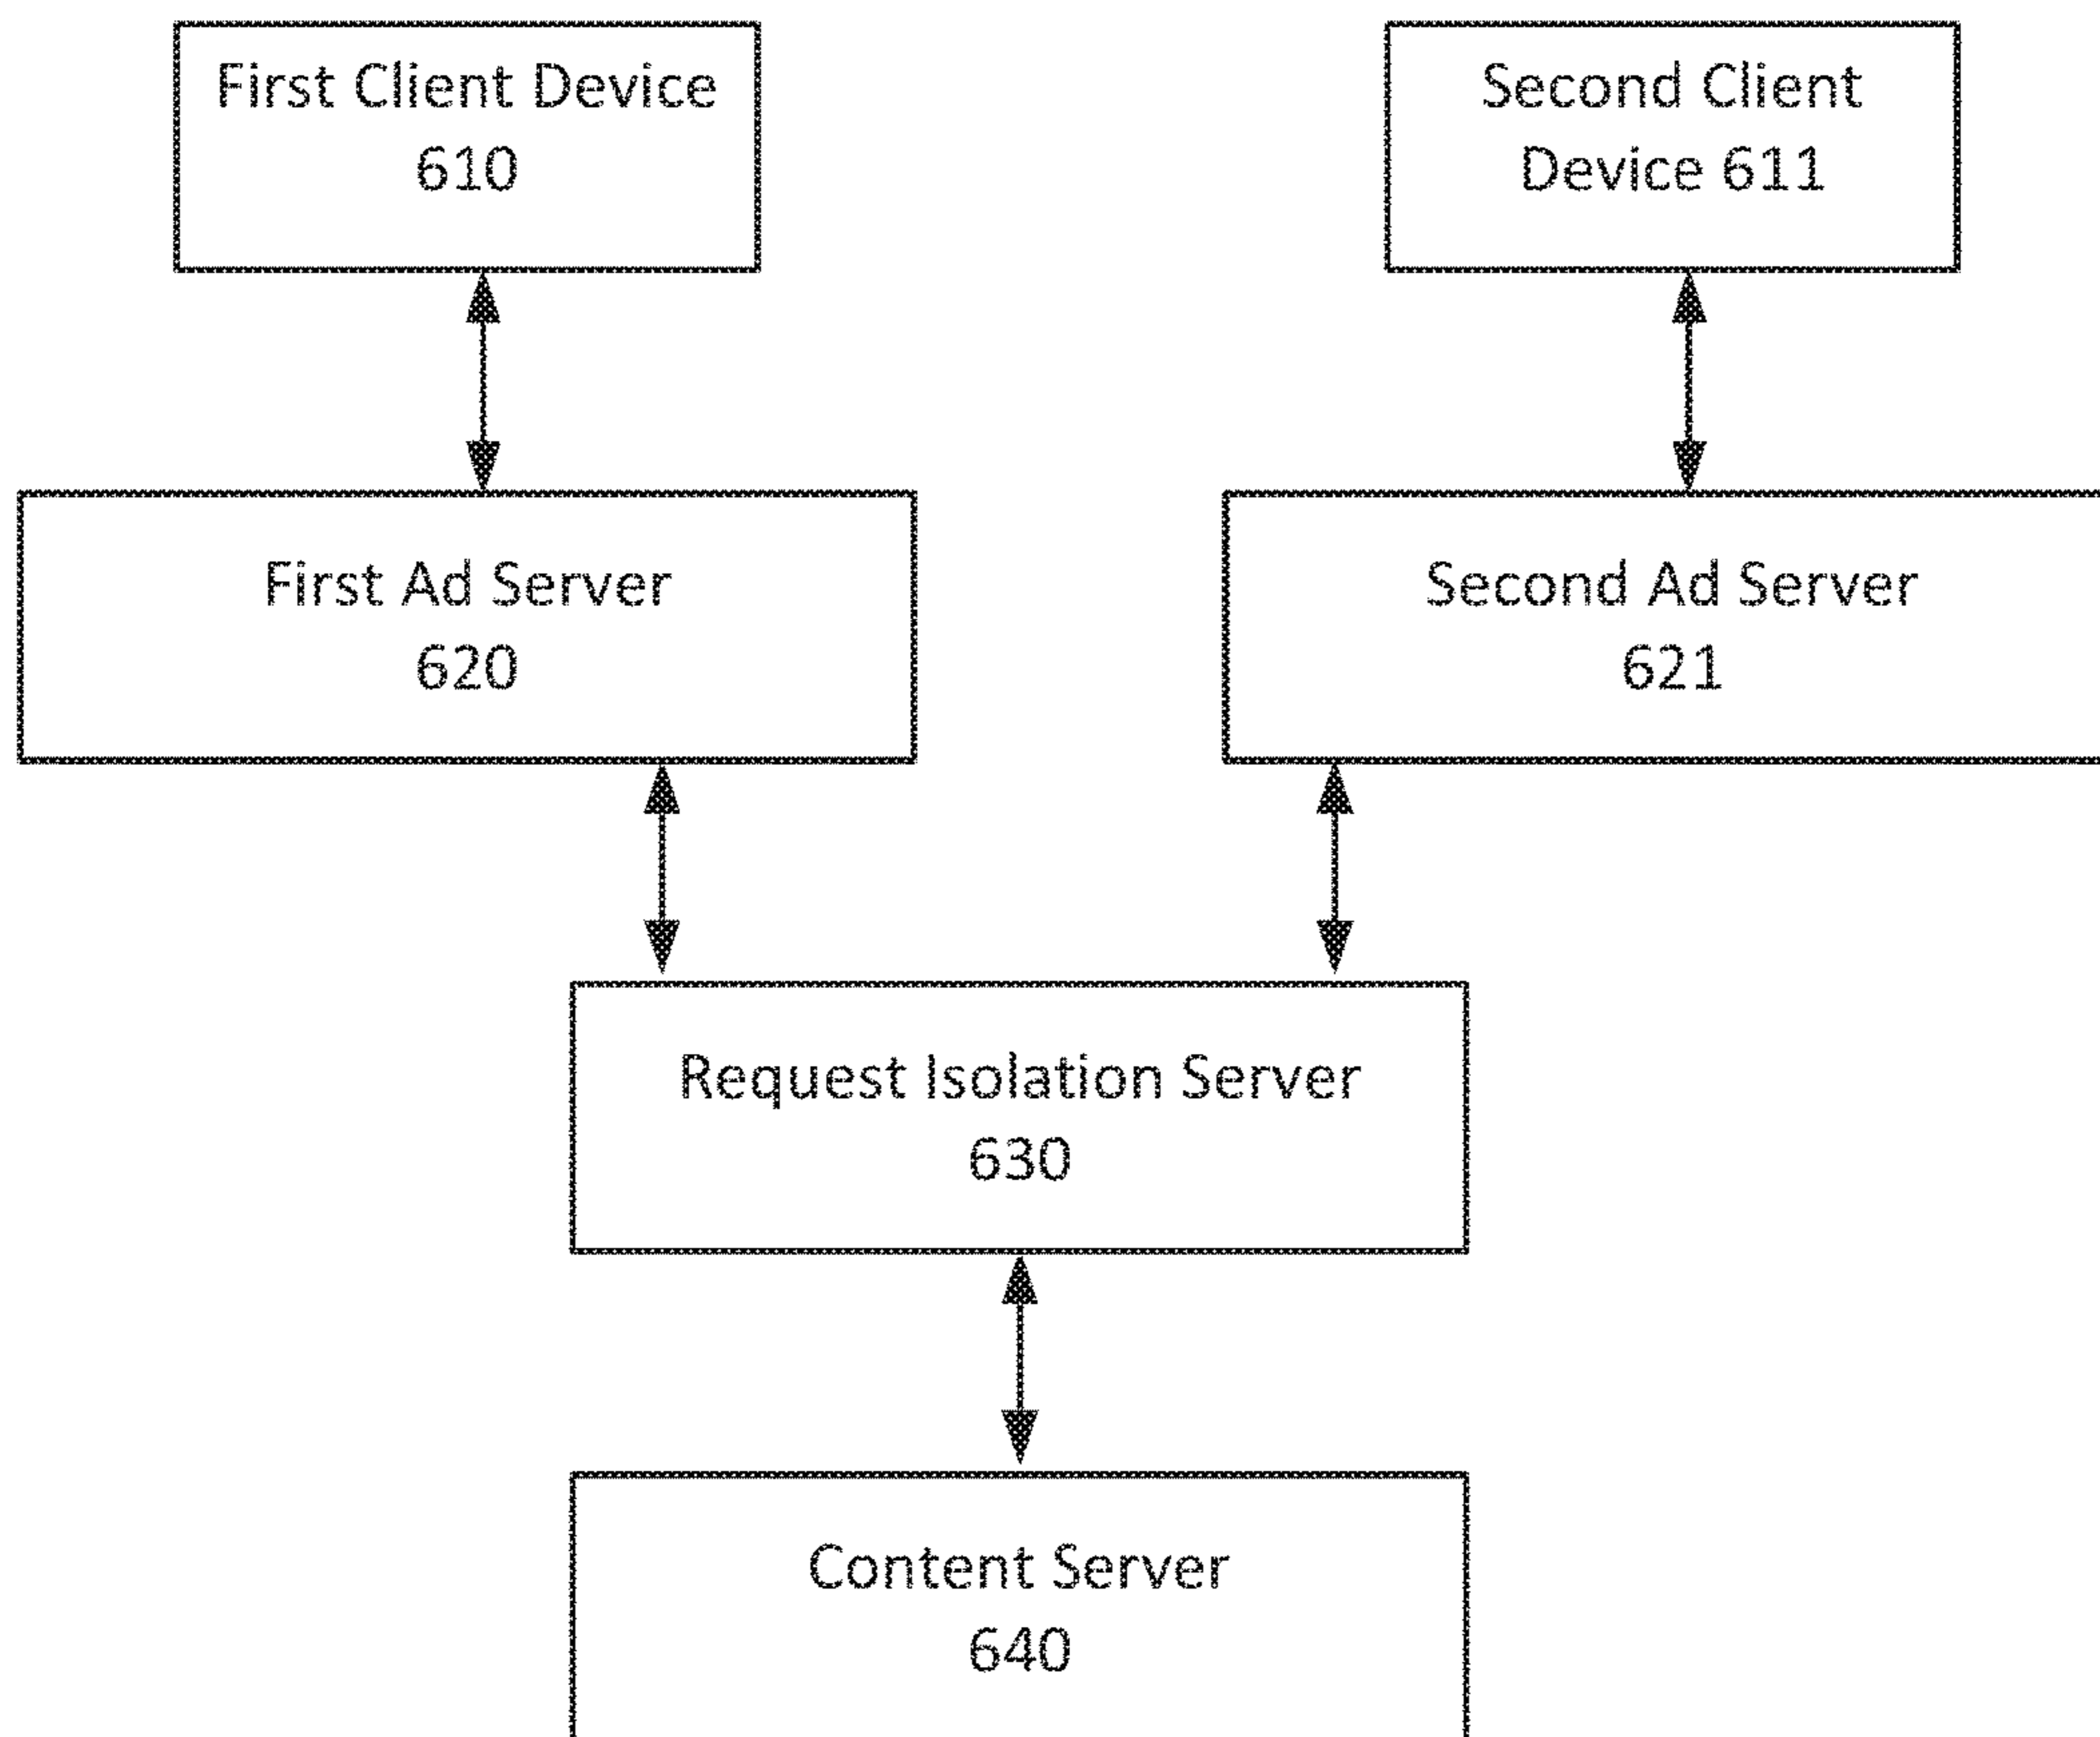 First Client Device
610
Second Client
Device 611
First Ad Server
620
Second Ad Server
621
Request Isolation Server
630
Content Server
640